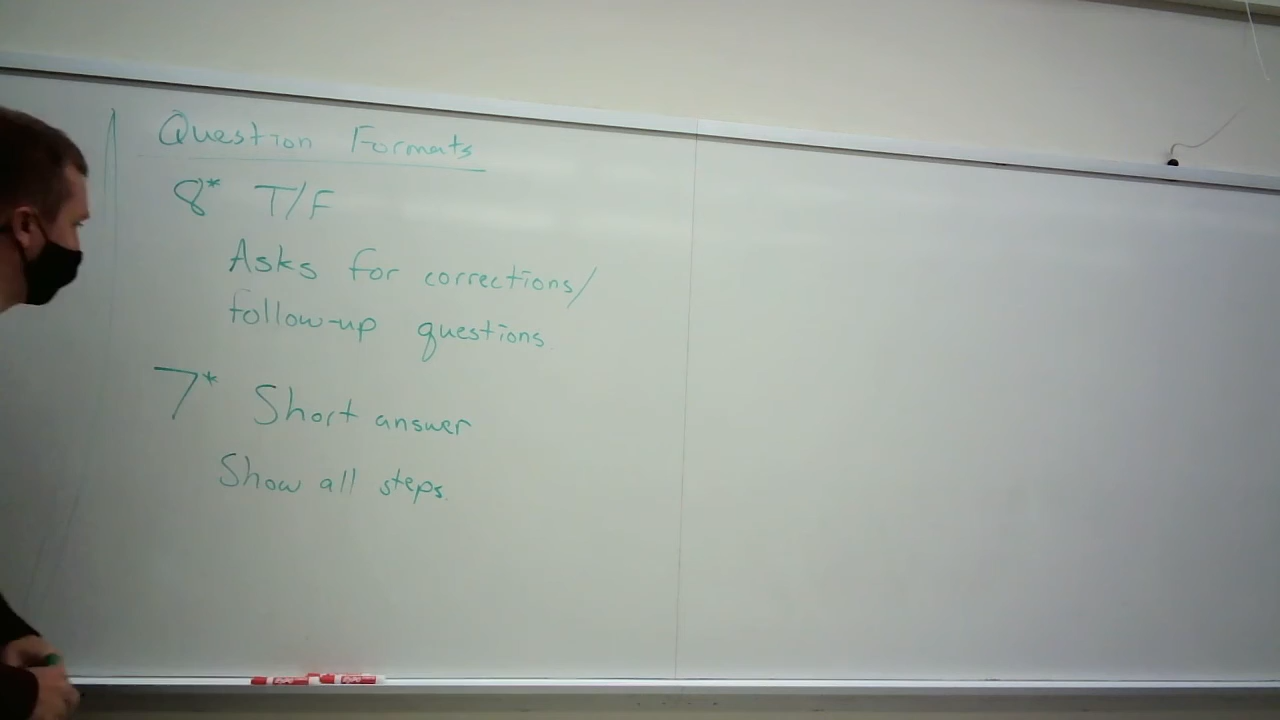 Question Formats
8* T/F
Asks for corrections/
follow-up questions
7* Short answer
Show all steps.